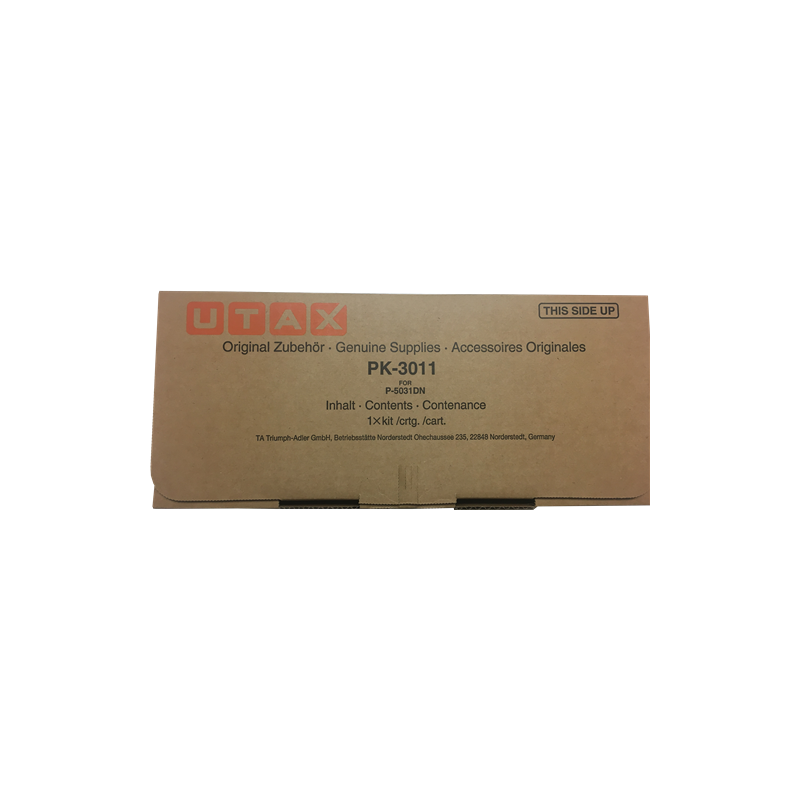 UTAX
THIS SIDE UP
Original Zubehör · Genuine Supplies · Accessoires Originales
PK-3011
FOR
P-5031DN
Inhalt · Contents · Contenance
1×kit /crtg. /cart.
TA Triumph-Adler GmbH, Betriebsstätte Norderstedt Ohechaussee 235, 22848 Norderstedt, Germany